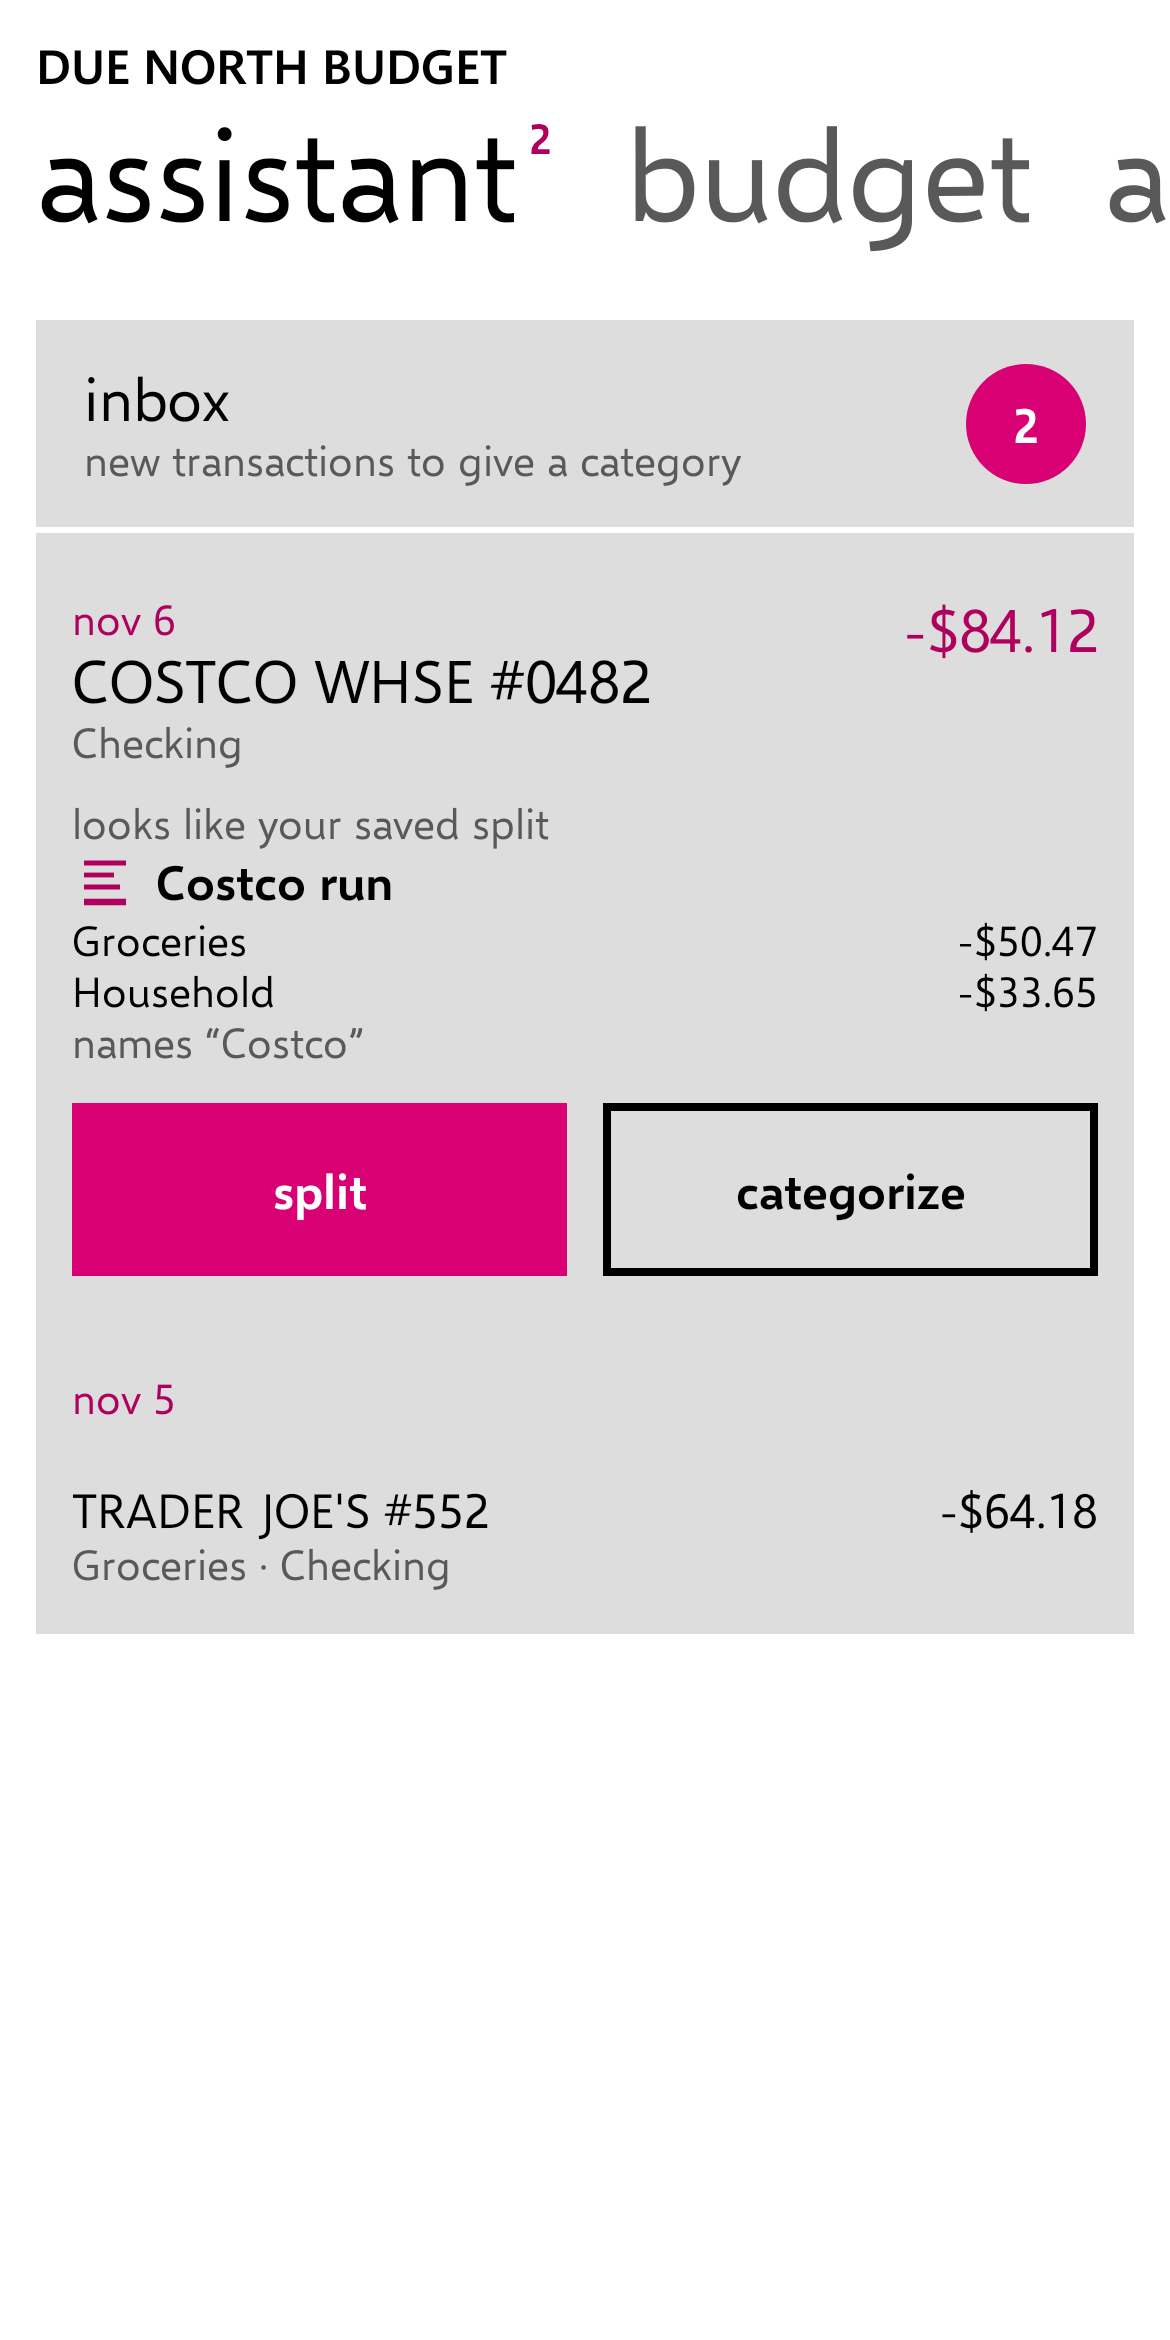 DUE NORTH BUDGET
assistant 2 budget a
inbox
new transactions to give a category
2
nov 6
-$84.12
COSTCO WHSE #0482
Checking
looks like your saved split
Costco run
Groceries -$50.47
Household -$33.65
names “Costco”
split categorize
nov 5
TRADER JOE'S #552 -$64.18
Groceries · Checking